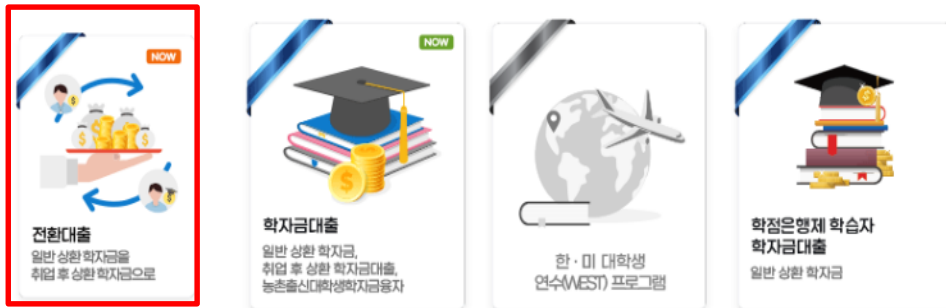 NOW
전환대출
일반 상환 학자금을
취업 후 상환 학자금으로
NOW
학자금대출
일반 상환 학자금,
취업 후 상환 학자금대출,
농촌출신대학생학자금융자
한·미 대학생
연수(WEST) 프로그램
학점은행제 학습자
학자금대출
일반 상환 학자금